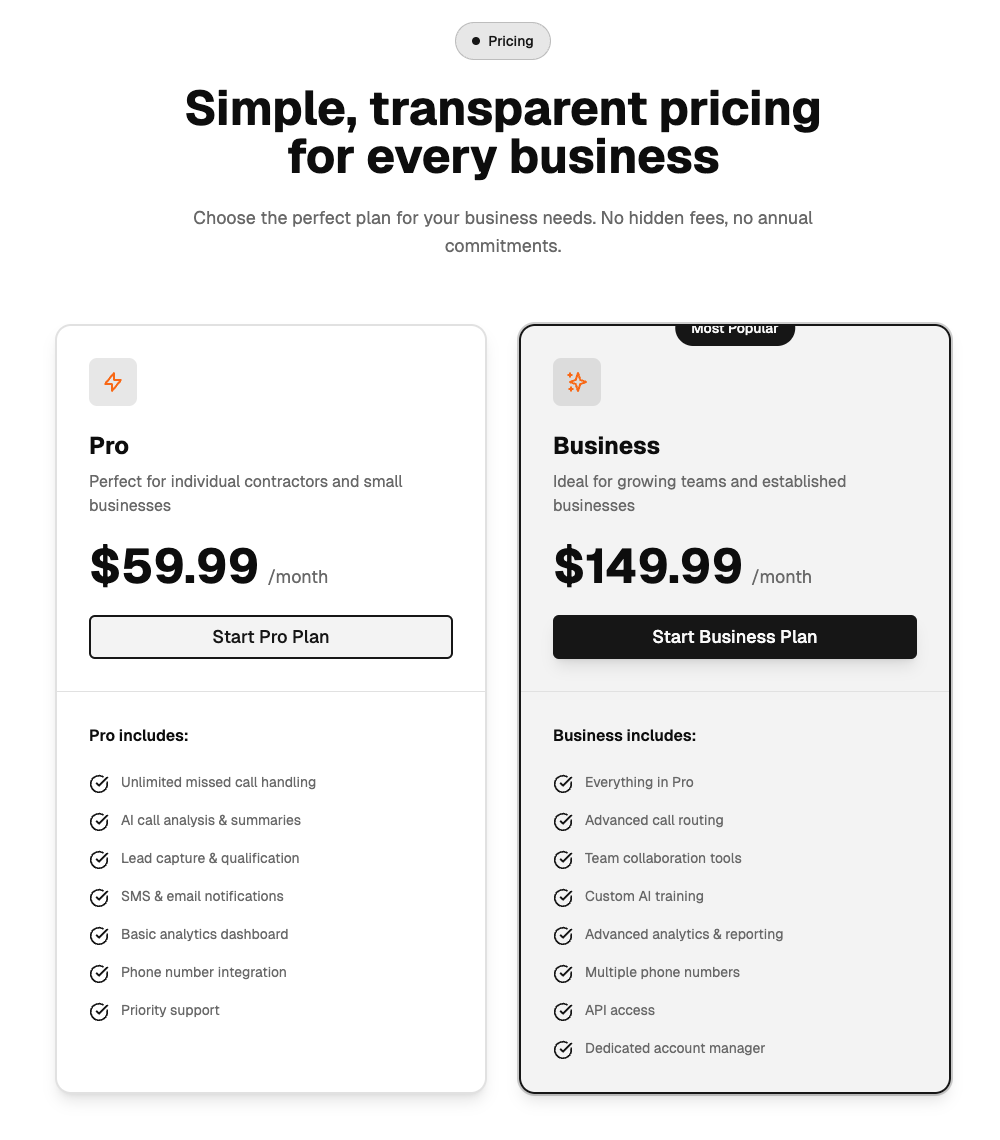 Pricing
Simple, transparent pricing
for every business
Choose the perfect plan for your business needs. No hidden fees, no annual
commitments.
Pro
Perfect for individual contractors and small
businesses
$59.99 /month
Start Pro Plan
Pro includes:
Unlimited missed call handling
AI call analysis & summaries
Lead capture & qualification
SMS & email notifications
Basic analytics dashboard
Phone number integration
Priority support
Most Popular
Business
Ideal for growing teams and established
businesses
$149.99 /month
Start Business Plan
Business includes:
Everything in Pro
Advanced call routing
Team collaboration tools
Custom AI training
Advanced analytics & reporting
Multiple phone numbers
API access
Dedicated account manager